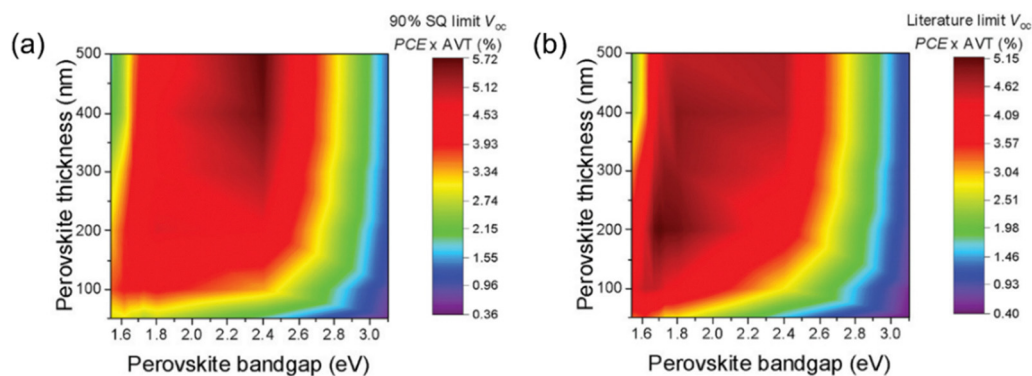 (a)
90% SQ limit Voc
PCE x AVT (%)
5.72
5.12
4.53
3.93
3.34
2.74
2.15
1.55
0.96
0.36
Perovskite thickness (nm)
500
400
300
200
100
1.6 1.8 2.0 2.2 2.4 2.6 2.8 3.0
Perovskite bandgap (eV)
(b)
Literature limit Voc
PCE x AVT (%)
5.15
4.62
4.09
3.57
3.04
2.51
1.98
1.46
0.93
0.40
Perovskite thickness (nm)
500
400
300
200
100
1.6 1.8 2.0 2.2 2.4 2.6 2.8 3.0
Perovskite bandgap (eV)